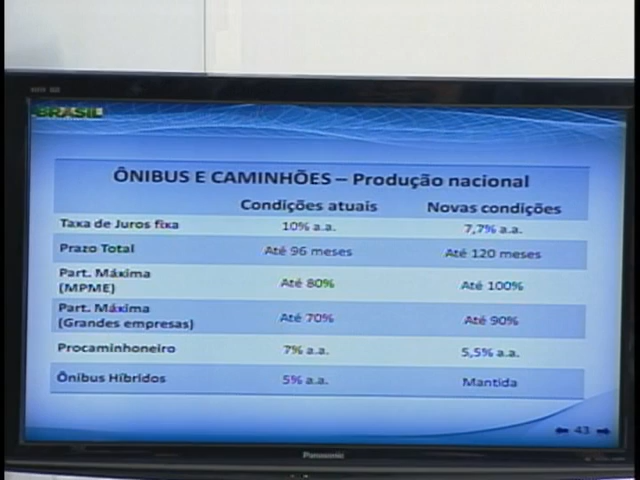 BRASIL
ÔNIBUS E CAMINHÕES – Produção nacional
Condições atuais Novas condições
Taxa de Juros fixa 10% a.a. 7,7% a.a.
Prazo Total Até 96 meses Até 120 meses
Part. Máxima
(MPME) Até 80% Até 100%
Part. Máxima
(Grandes empresas) Até 70% Até 90%
Procaminhoneiro 7% a.a. 5,5% a.a.
Ônibus Híbridos 5% a.a. Mantida
43
Panasonic